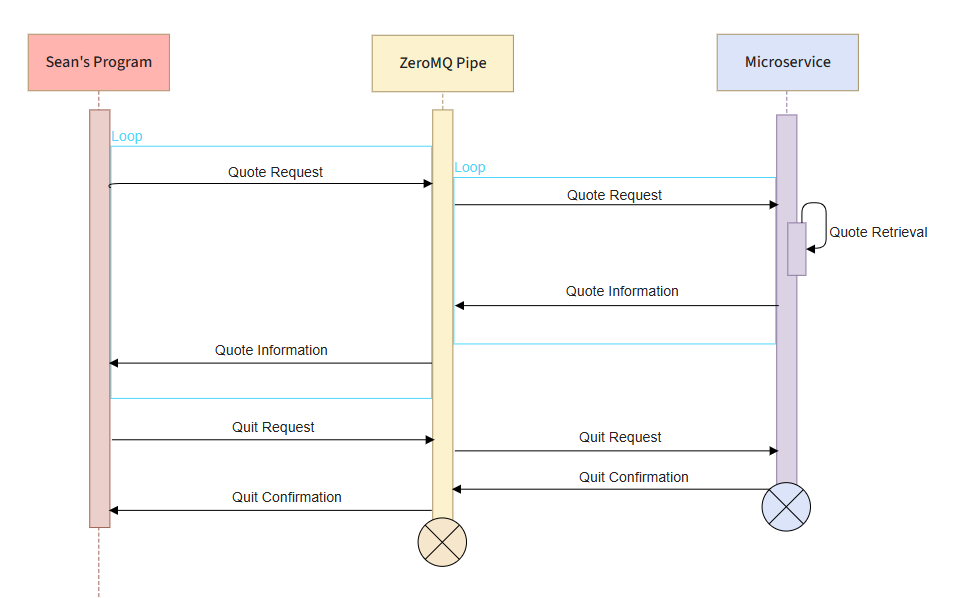 Sean's Program
ZeroMQ Pipe
Microservice
Loop
Loop
Quote Request
Quote Request
Quote Retrieval
Quote Information
Quote Information
Quit Request
Quit Request
Quit Confirmation
Quit Confirmation